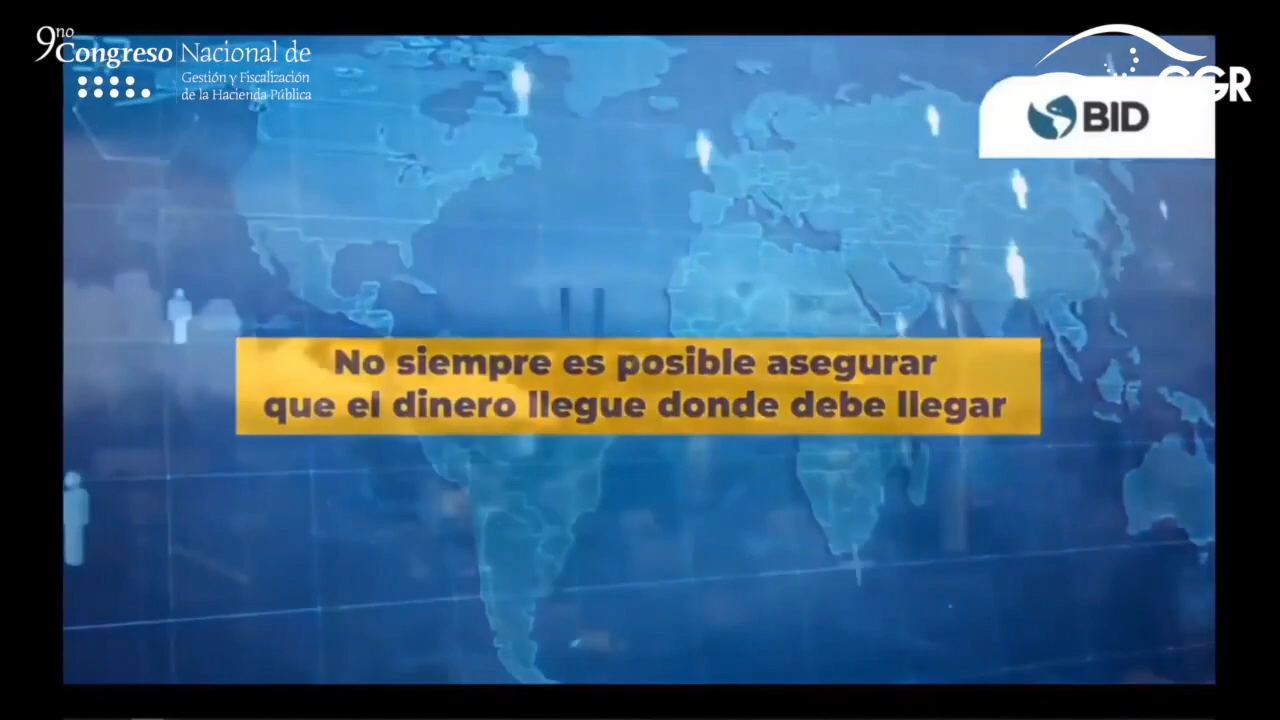 9no
Congreso Nacional de
Gestión y Fiscalización
de la Hacienda Pública
CGR
BID
No siempre es posible asegurar
que el dinero llegue donde debe llegar